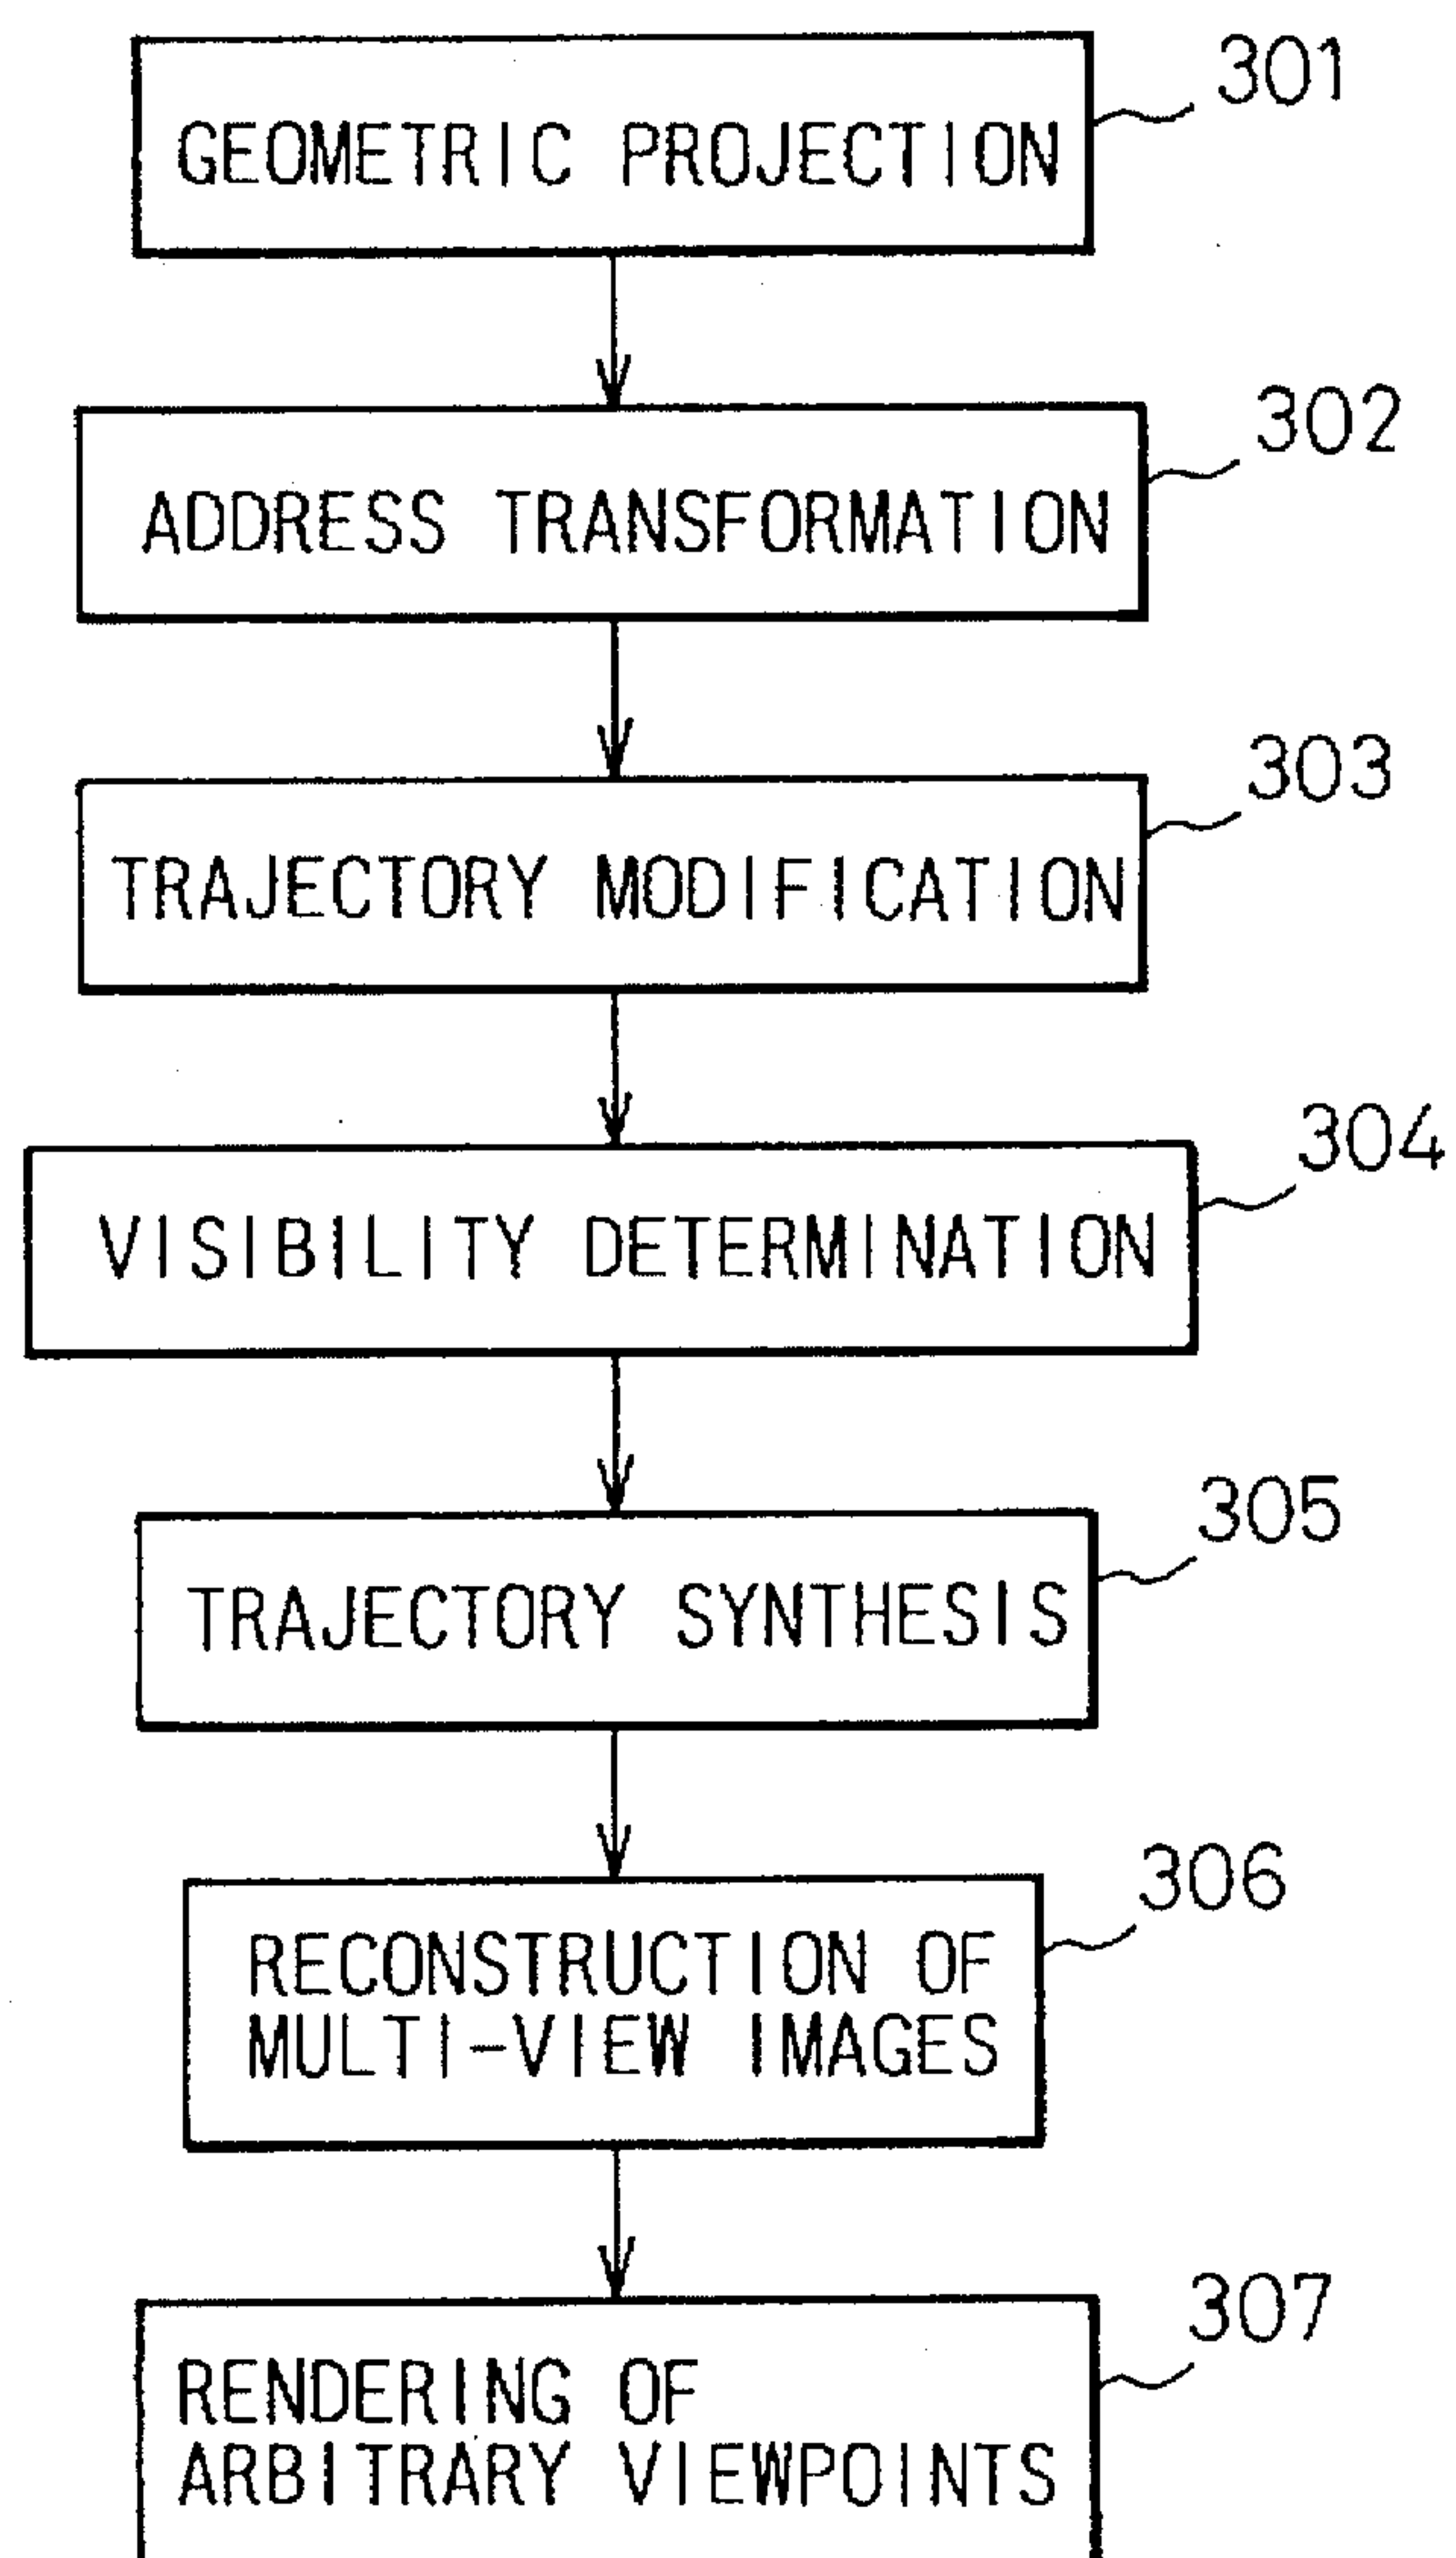 301
GEOMETRIC PROJECTION
302
ADDRESS TRANSFORMATION
303
TRAJECTORY MODIFICATION
304
VISIBILITY DETERMINATION
305
TRAJECTORY SYNTHESIS
306
RECONSTRUCTION OF
MULTI-VIEW IMAGES
307
RENDERING OF
ARBITRARY VIEWPOINTS